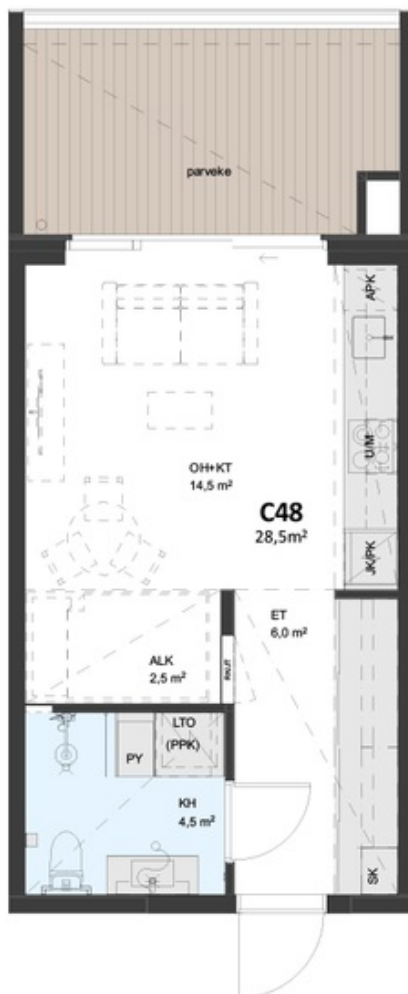 parveke
APK
OH+KT
14,5 m²
U/M
C48
28,5m²
JK/PK
ET
6,0 m²
ALK
2,5 m²
LTO
(PPK)
PY
KH
4,5 m²
SK